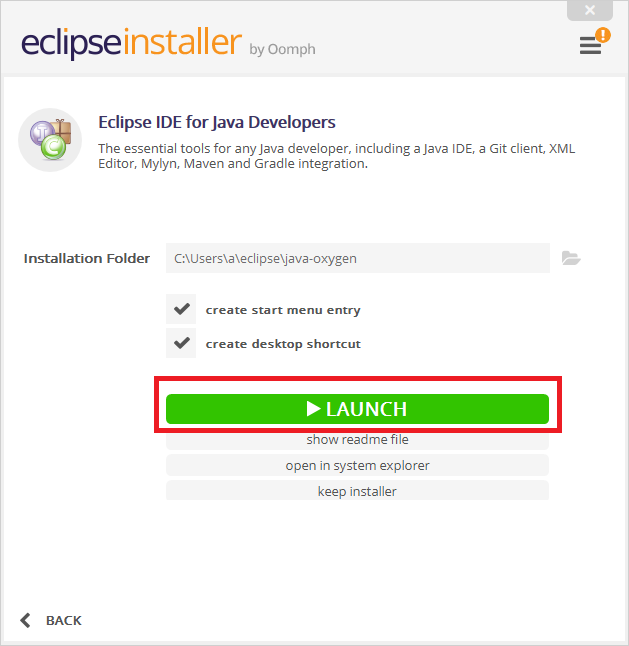 eclipseinstaller by Oomph
!
Eclipse IDE for Java Developers
The essential tools for any Java developer, including a Java IDE, a Git client, XML
Editor, Mylyn, Maven and Gradle integration.
Installation Folder C:\Users\a\eclipse\java-oxygen
create start menu entry
create desktop shortcut
LAUNCH
show readme file
open in system explorer
keep installer
BACK